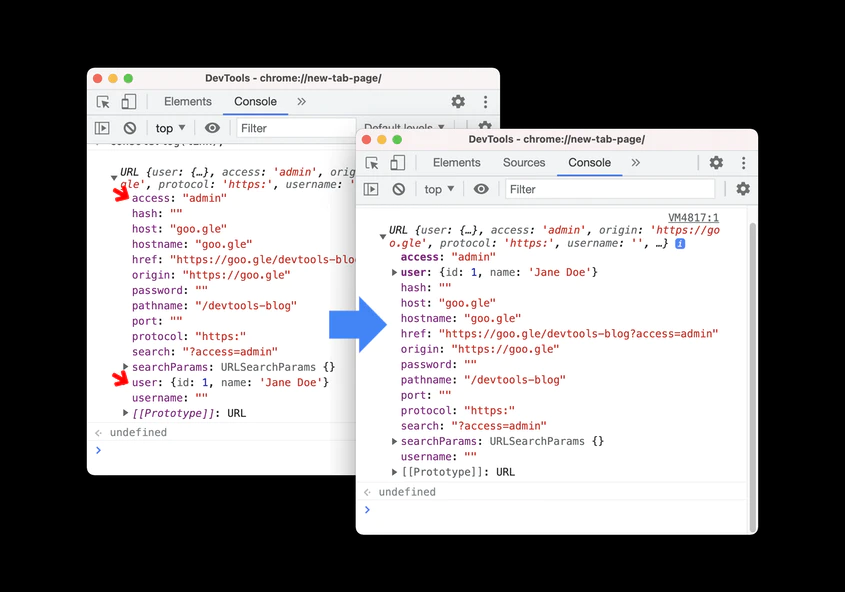 DevTools - chrome://new-tab-page/
Elements Console »
top ▼ Filter Default levels ▼
URL {user: {…}, access: 'admin', orig
gle', protocol: 'https:', username: '
access: "admin"
hash: ""
host: "goo.gle"
hostname: "goo.gle"
href: "https://goo.gle/devtools-blo
origin: "https://goo.gle"
password: ""
pathname: "/devtools-blog"
port: ""
protocol: "https:"
search: "?access=admin"
searchParams: URLSearchParams {}
user: {id: 1, name: 'Jane Doe'}
username: ""
[[Prototype]]: URL
undefined
DevTools - chrome://new-tab-page/
Elements Sources Console »
top ▼ Filter
VM4817:1
URL {user: {…}, access: 'admin', origin: 'https://go
o.gle', protocol: 'https:', username: '', …} i
access: "admin"
user: {id: 1, name: 'Jane Doe'}
hash: ""
host: "goo.gle"
hostname: "goo.gle"
href: "https://goo.gle/devtools-blog?access=admin"
origin: "https://goo.gle"
password: ""
pathname: "/devtools-blog"
port: ""
protocol: "https:"
search: "?access=admin"
searchParams: URLSearchParams {}
username: ""
[[Prototype]]: URL
undefined